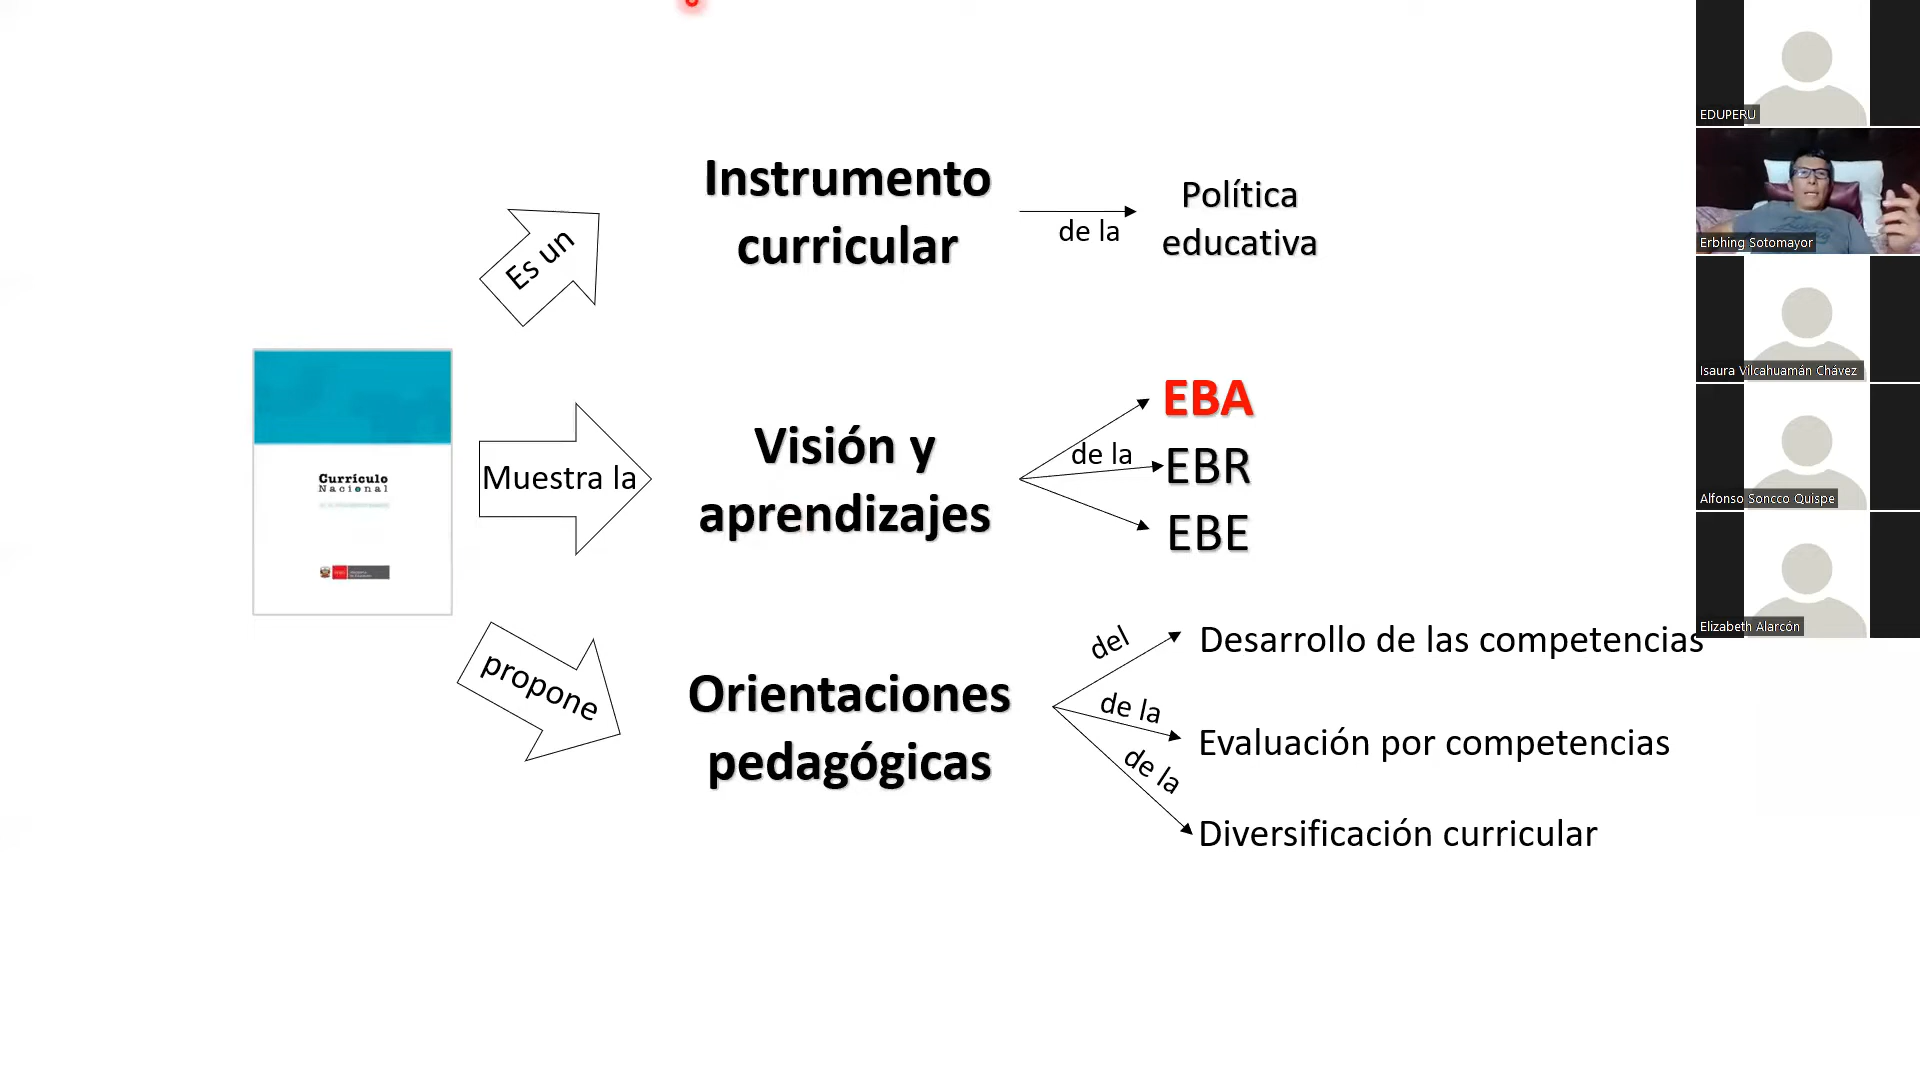 Instrumento
curricular
Es un
de la
Política
educativa
Currículo
Nacional
Muestra la
Visión y
aprendizajes
de la
EBA
EBR
EBE
propone
Orientaciones
pedagógicas
del
Desarrollo de las competencias
de la
Evaluación por competencias
de la
Diversificación curricular
EDUPERU
Erbhing Sotomayor
Isaura Vilcahuamán Chávez
Alfonso Soncco Quispe
Elizabeth Alarcón